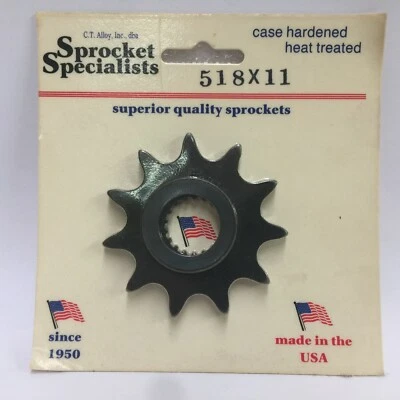 C.T. Alloy, Inc., dba
Sprocket
Specialists
case hardened
heat treated
518X11
superior quality sprockets
since
1950
made in the
USA